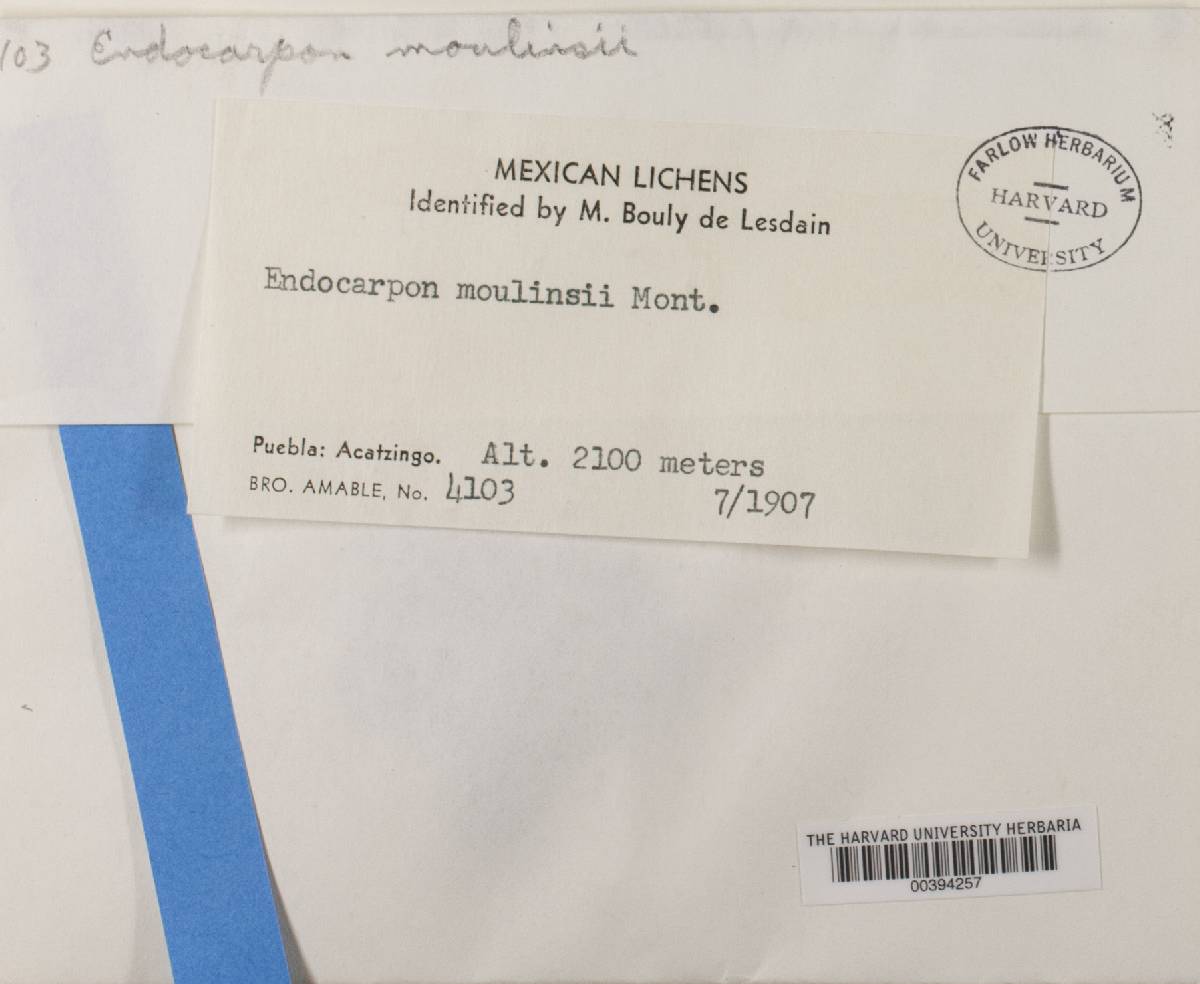 103 Endocarpon moulinsii
MEXICAN LICHENS
Identified by M. Bouly de Lesdain
FARLOW HERBARIUM
HARVARD
UNIVERSITY
Endocarpon moulinsii Mont.
Puebla: Acatzingo. Alt. 2100 meters
BRO. AMABLE, No. 4103 7/1907
THE HARVARD UNIVERSITY HERBARIA
00394257